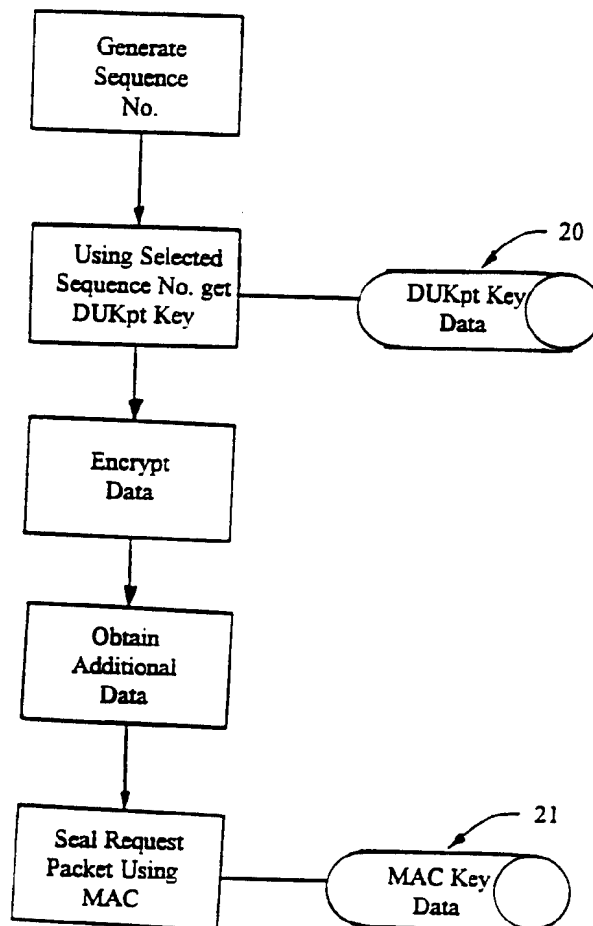 Generate
Sequence
No.
Using Selected
Sequence No. get
DUKpt Key
20
DUKpt Key
Data
Encrypt
Data
Obtain
Additional
Data
Seal Request
Packet Using
MAC
21
MAC Key
Data